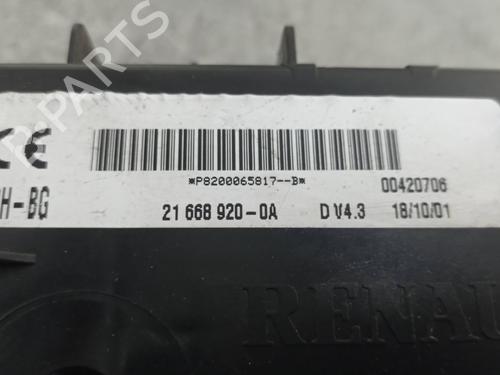 B-PARTS
CE
*P8200065817--B* 00420706
H-BG 21 668 920-0A D V4.3 18/10/01
RENAU